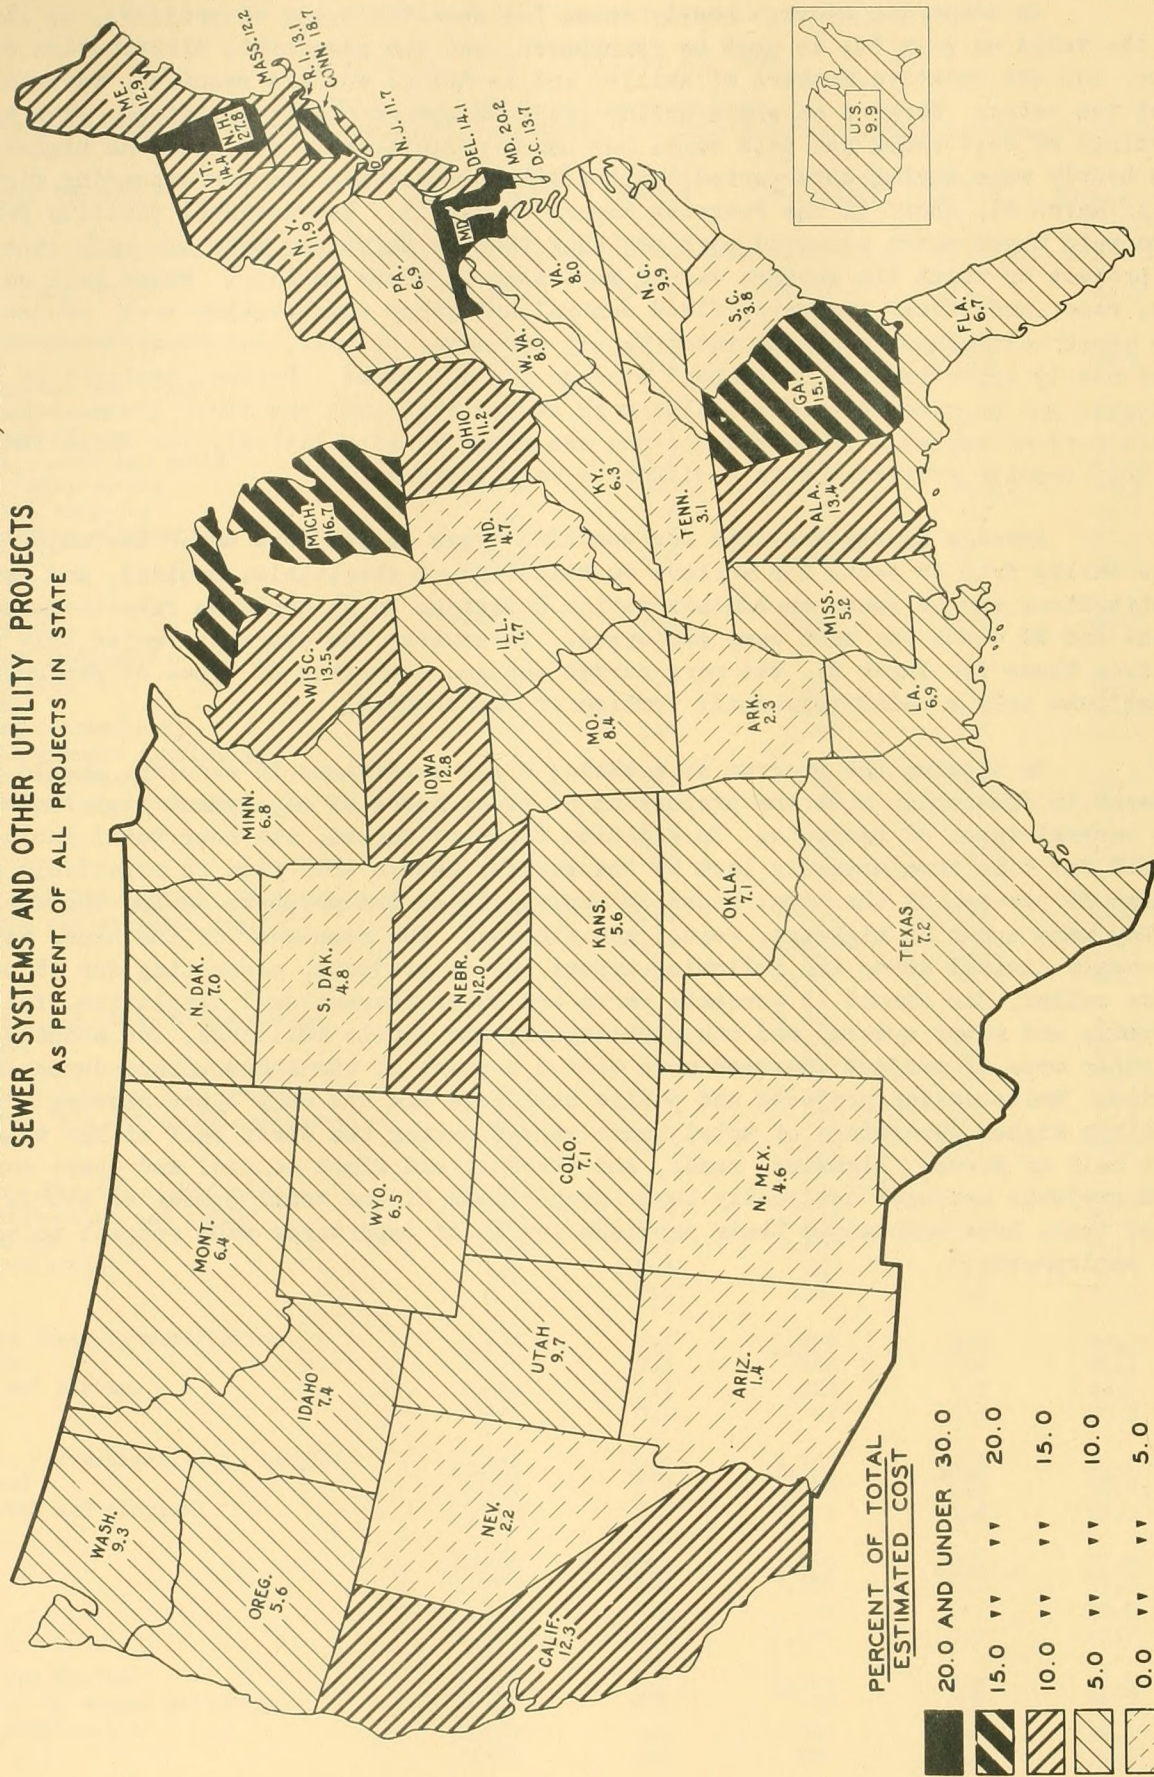 SEWER SYSTEMS AND OTHER UTILITY PROJECTS
AS PERCENT OF ALL PROJECTS IN STATE
WASH.
9.3
OREG.
5.6
CALIF.
12.3
NEV.
2.2
IDAHO
7.4
MONT.
6.4
WYO.
6.5
UTAH
9.7
ARIZ.
1.4
COLO.
7.1
N. MEX.
4.6
N. DAK.
7.0
S. DAK.
4.8
NEBR.
12.0
KANS.
5.6
OKLA.
7.1
TEXAS
7.2
MINN.
6.8
IOWA
12.8
MO.
8.4
ARK.
2.3
LA.
6.9
WISC.
13.5
ILL.
7.7
MISS.
5.2
MICH.
16.7
IND.
4.7
KY.
6.3
TENN.
3.1
ALA.
13.4
OHIO
11.2
GA.
15.1
FLA.
6.7
S.C.
3.8
N.C.
9.9
VA.
8.0
W. VA.
8.0
PA.
6.9
N.Y.
11.9
VT.
14.4
N.H.
27.8
ME.
12.9
MASS. 12.2
R.I. 13.1
CONN. 18.7
N.J. 11.7
DEL. 14.1
MD. 20.2
D.C. 13.7
MD
U.S.
9.9
PERCENT OF TOTAL
ESTIMATED COST
20.0 AND UNDER 30.0
15.0 " " 20.0
10.0 " " 15.0
5.0 " " 10.0
0.0 " " 5.0